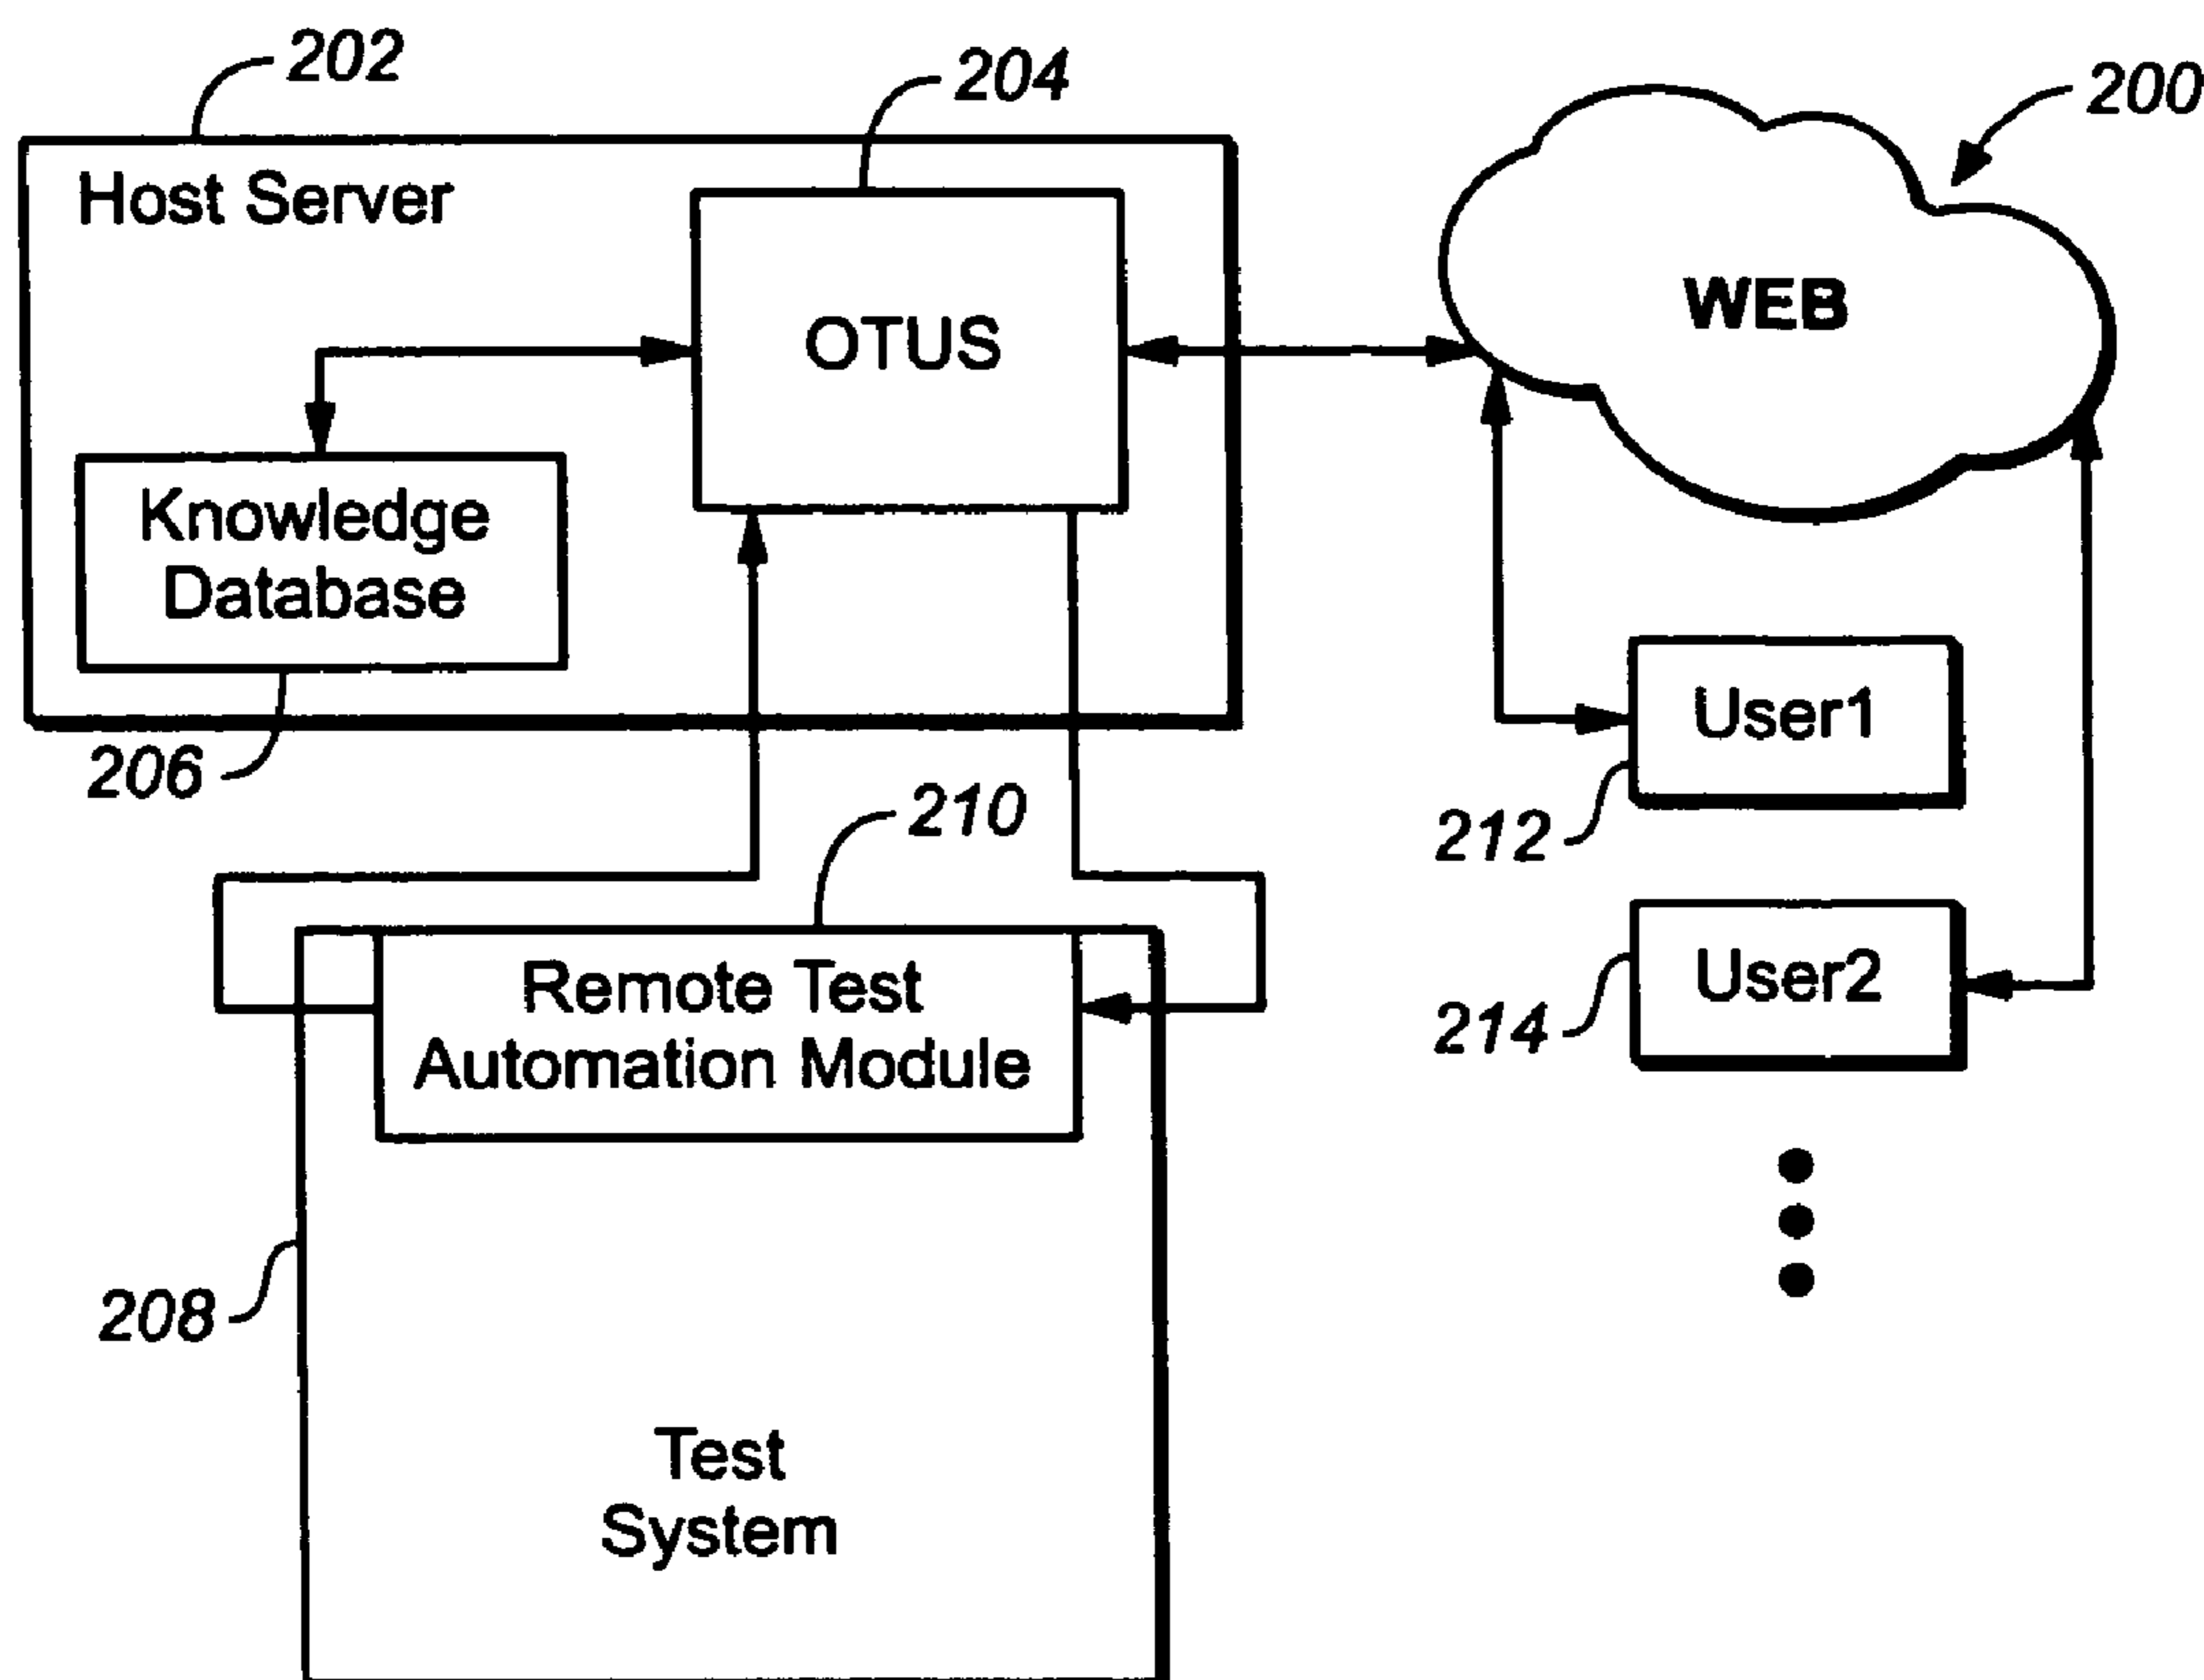 202
204
200
Host Server
OTUS
WEB
Knowledge
Database
User1
206
210
212
Remote Test
Automation Module
User2
214
208
Test
System